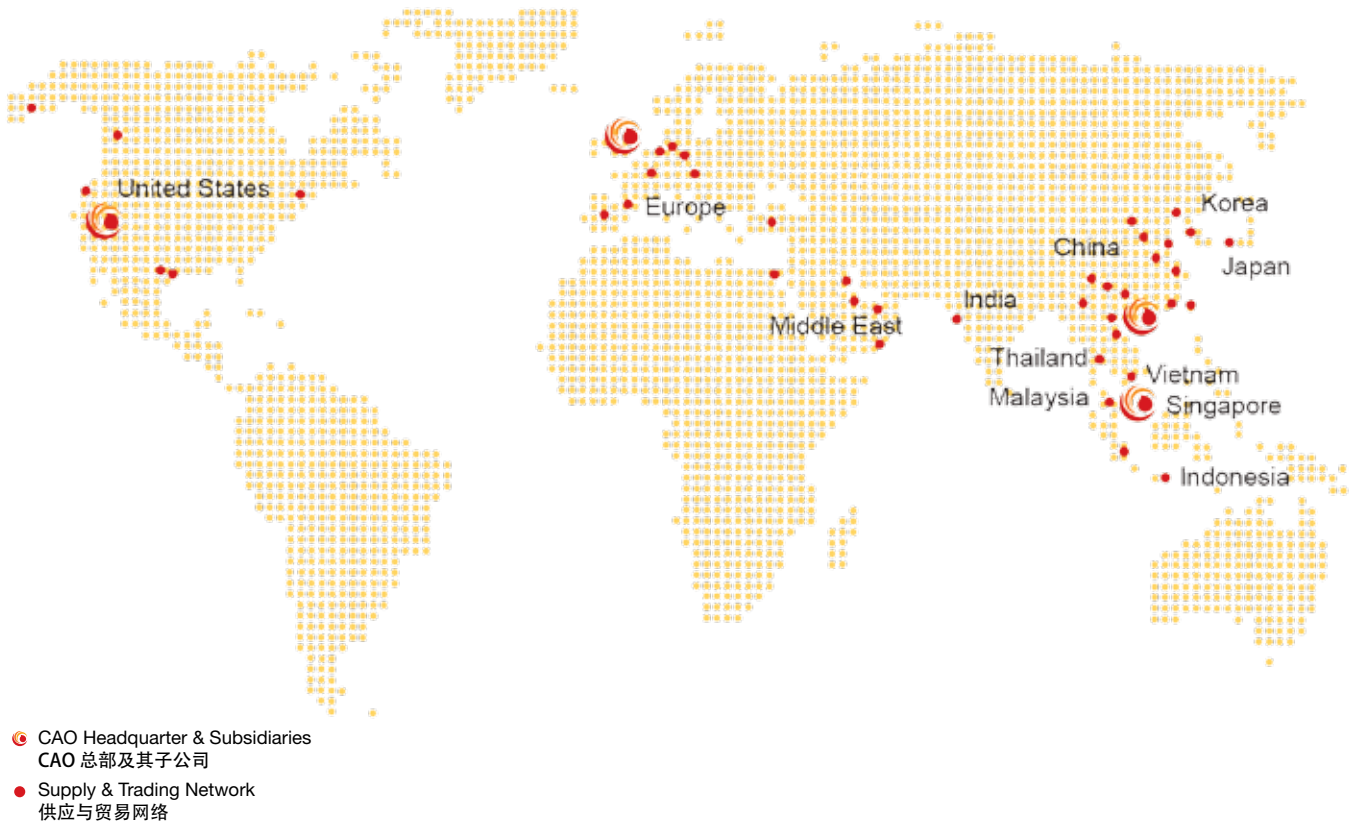 United States
Europe
Korea
China
Japan
India
Middle East
Thailand
Vietnam
Malaysia
Singapore
Indonesia
CAO Headquarter & Subsidiaries
CAO 总部及其子公司
Supply & Trading Network
供应与贸易网络